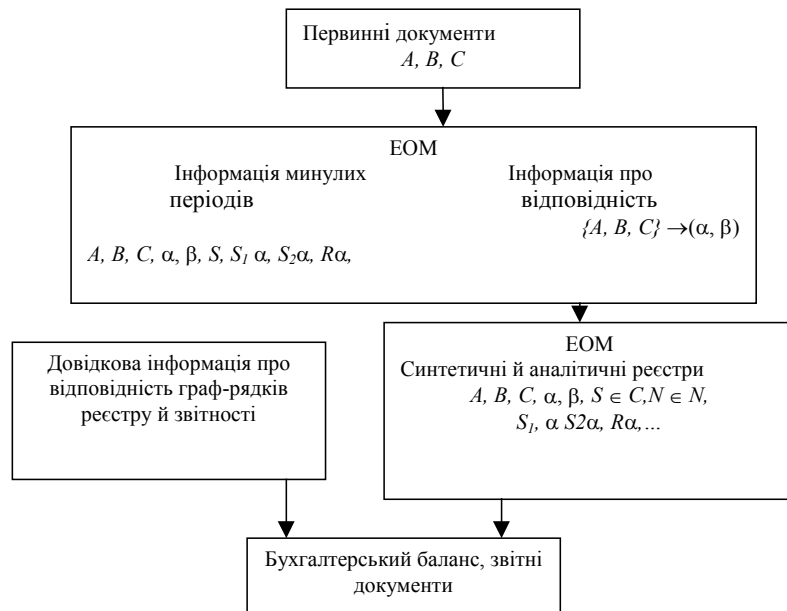 Первинні документи
A, B, C
ЕОМ
Інформація минулих
періодів
Інформація про
відповідність
{A, B, C} →(α, β)
A, B, C, α, β, S, S₁ α, S₂α, Rα,
ЕОМ
Синтетичні й аналітичні реєстри
A, B, C, α, β, S ∈ C,N ∈ N,
S₁, α S2α, Rα,…
Довідкова інформація про
відповідність граф-рядків
реєстру й звітності
Бухгалтерський баланс, звітні
документи